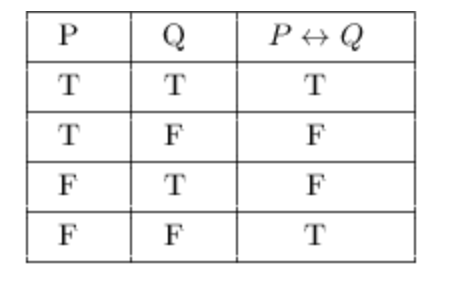 P Q P ↔ Q
T T T
T F F
F T F
F F T